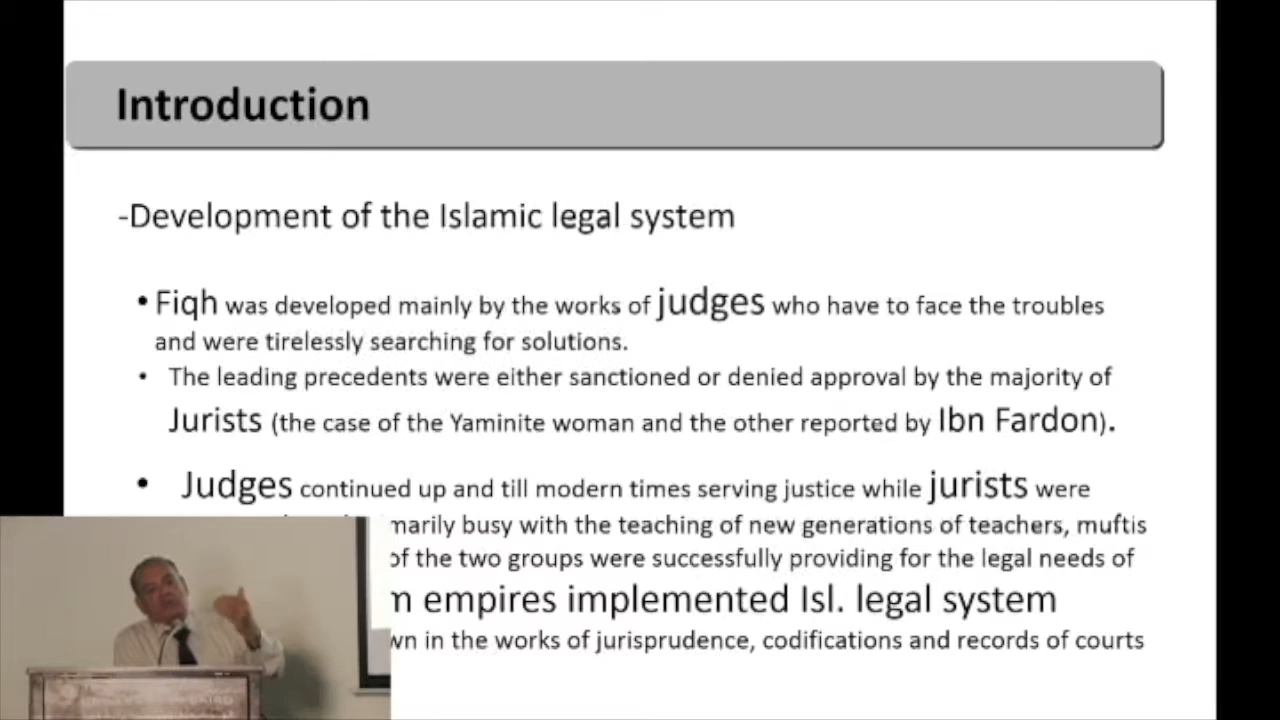 Introduction
-Development of the Islamic legal system
• Fiqh was developed mainly by the works of judges who have to face the troubles
and were tirelessly searching for solutions.
• The leading precedents were either sanctioned or denied approval by the majority of
Jurists (the case of the Yaminite woman and the other reported by Ibn Fardon).
• Judges continued up and till modern times serving justice while jurists were
marily busy with the teaching of new generations of teachers, muftis
of the two groups were successfully providing for the legal needs of
m empires implemented Isl. legal system
wn in the works of jurisprudence, codifications and records of courts